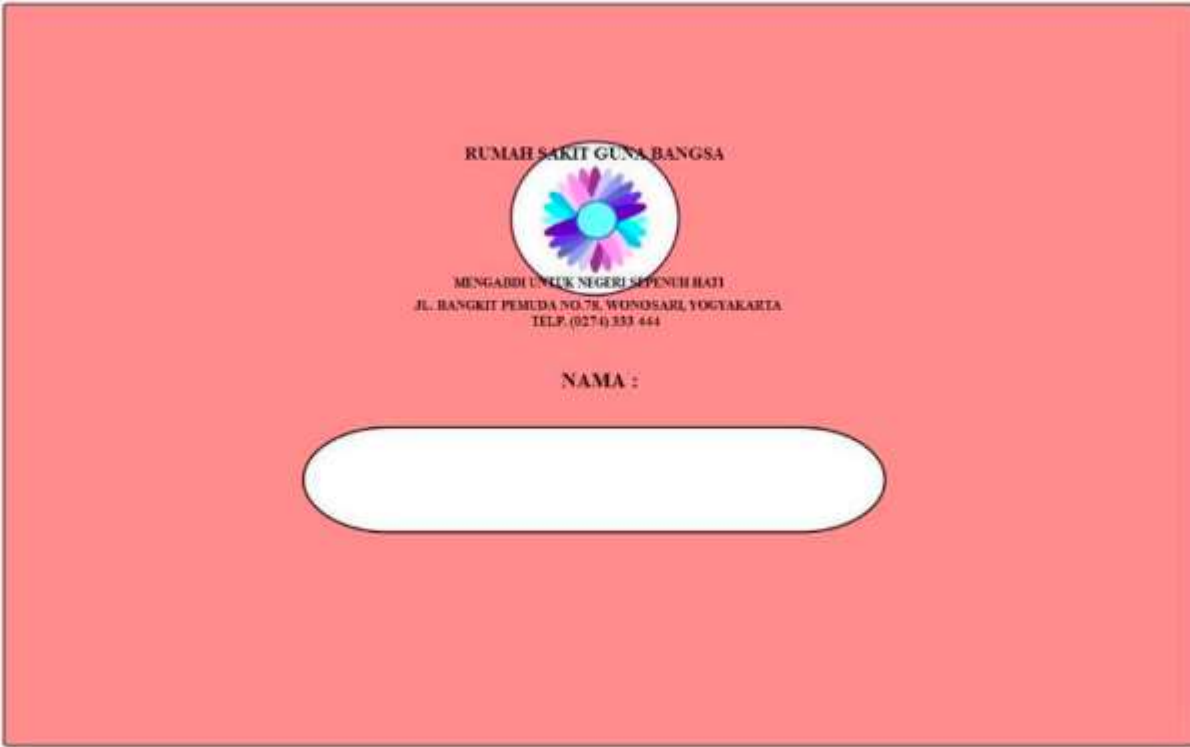 RUMAH SAKIT GUNA BANGSA
MENGABDI UNTUK NEGERI SEPENUH HATI
JL. BANGKIT PEMUDA NO.78, WONOSARI, YOGYAKARTA
TELP. (0274) 333 444
NAMA :